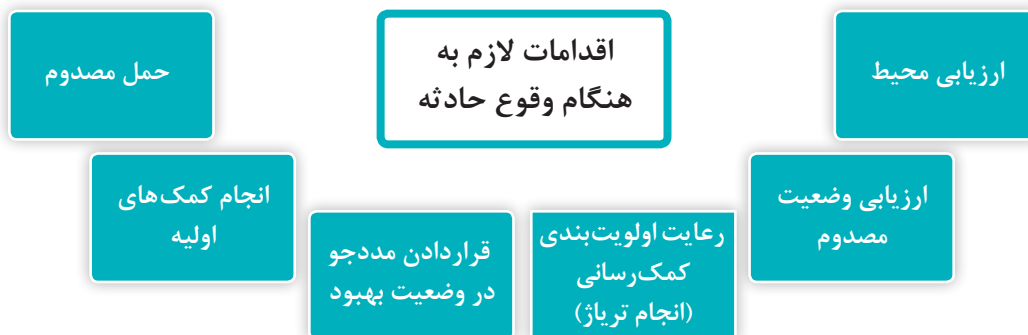 اقدامات لازم به
هنگام وقوع حادثه
ارزیابی محیط
ارزیابی وضعیت
مصدوم
رعایت اولویت‌بندی
کمک‌رسانی
(انجام تریاژ)
قراردادن مددجو
در وضعیت بهبود
انجام کمک‌های
اولیه
حمل مصدوم